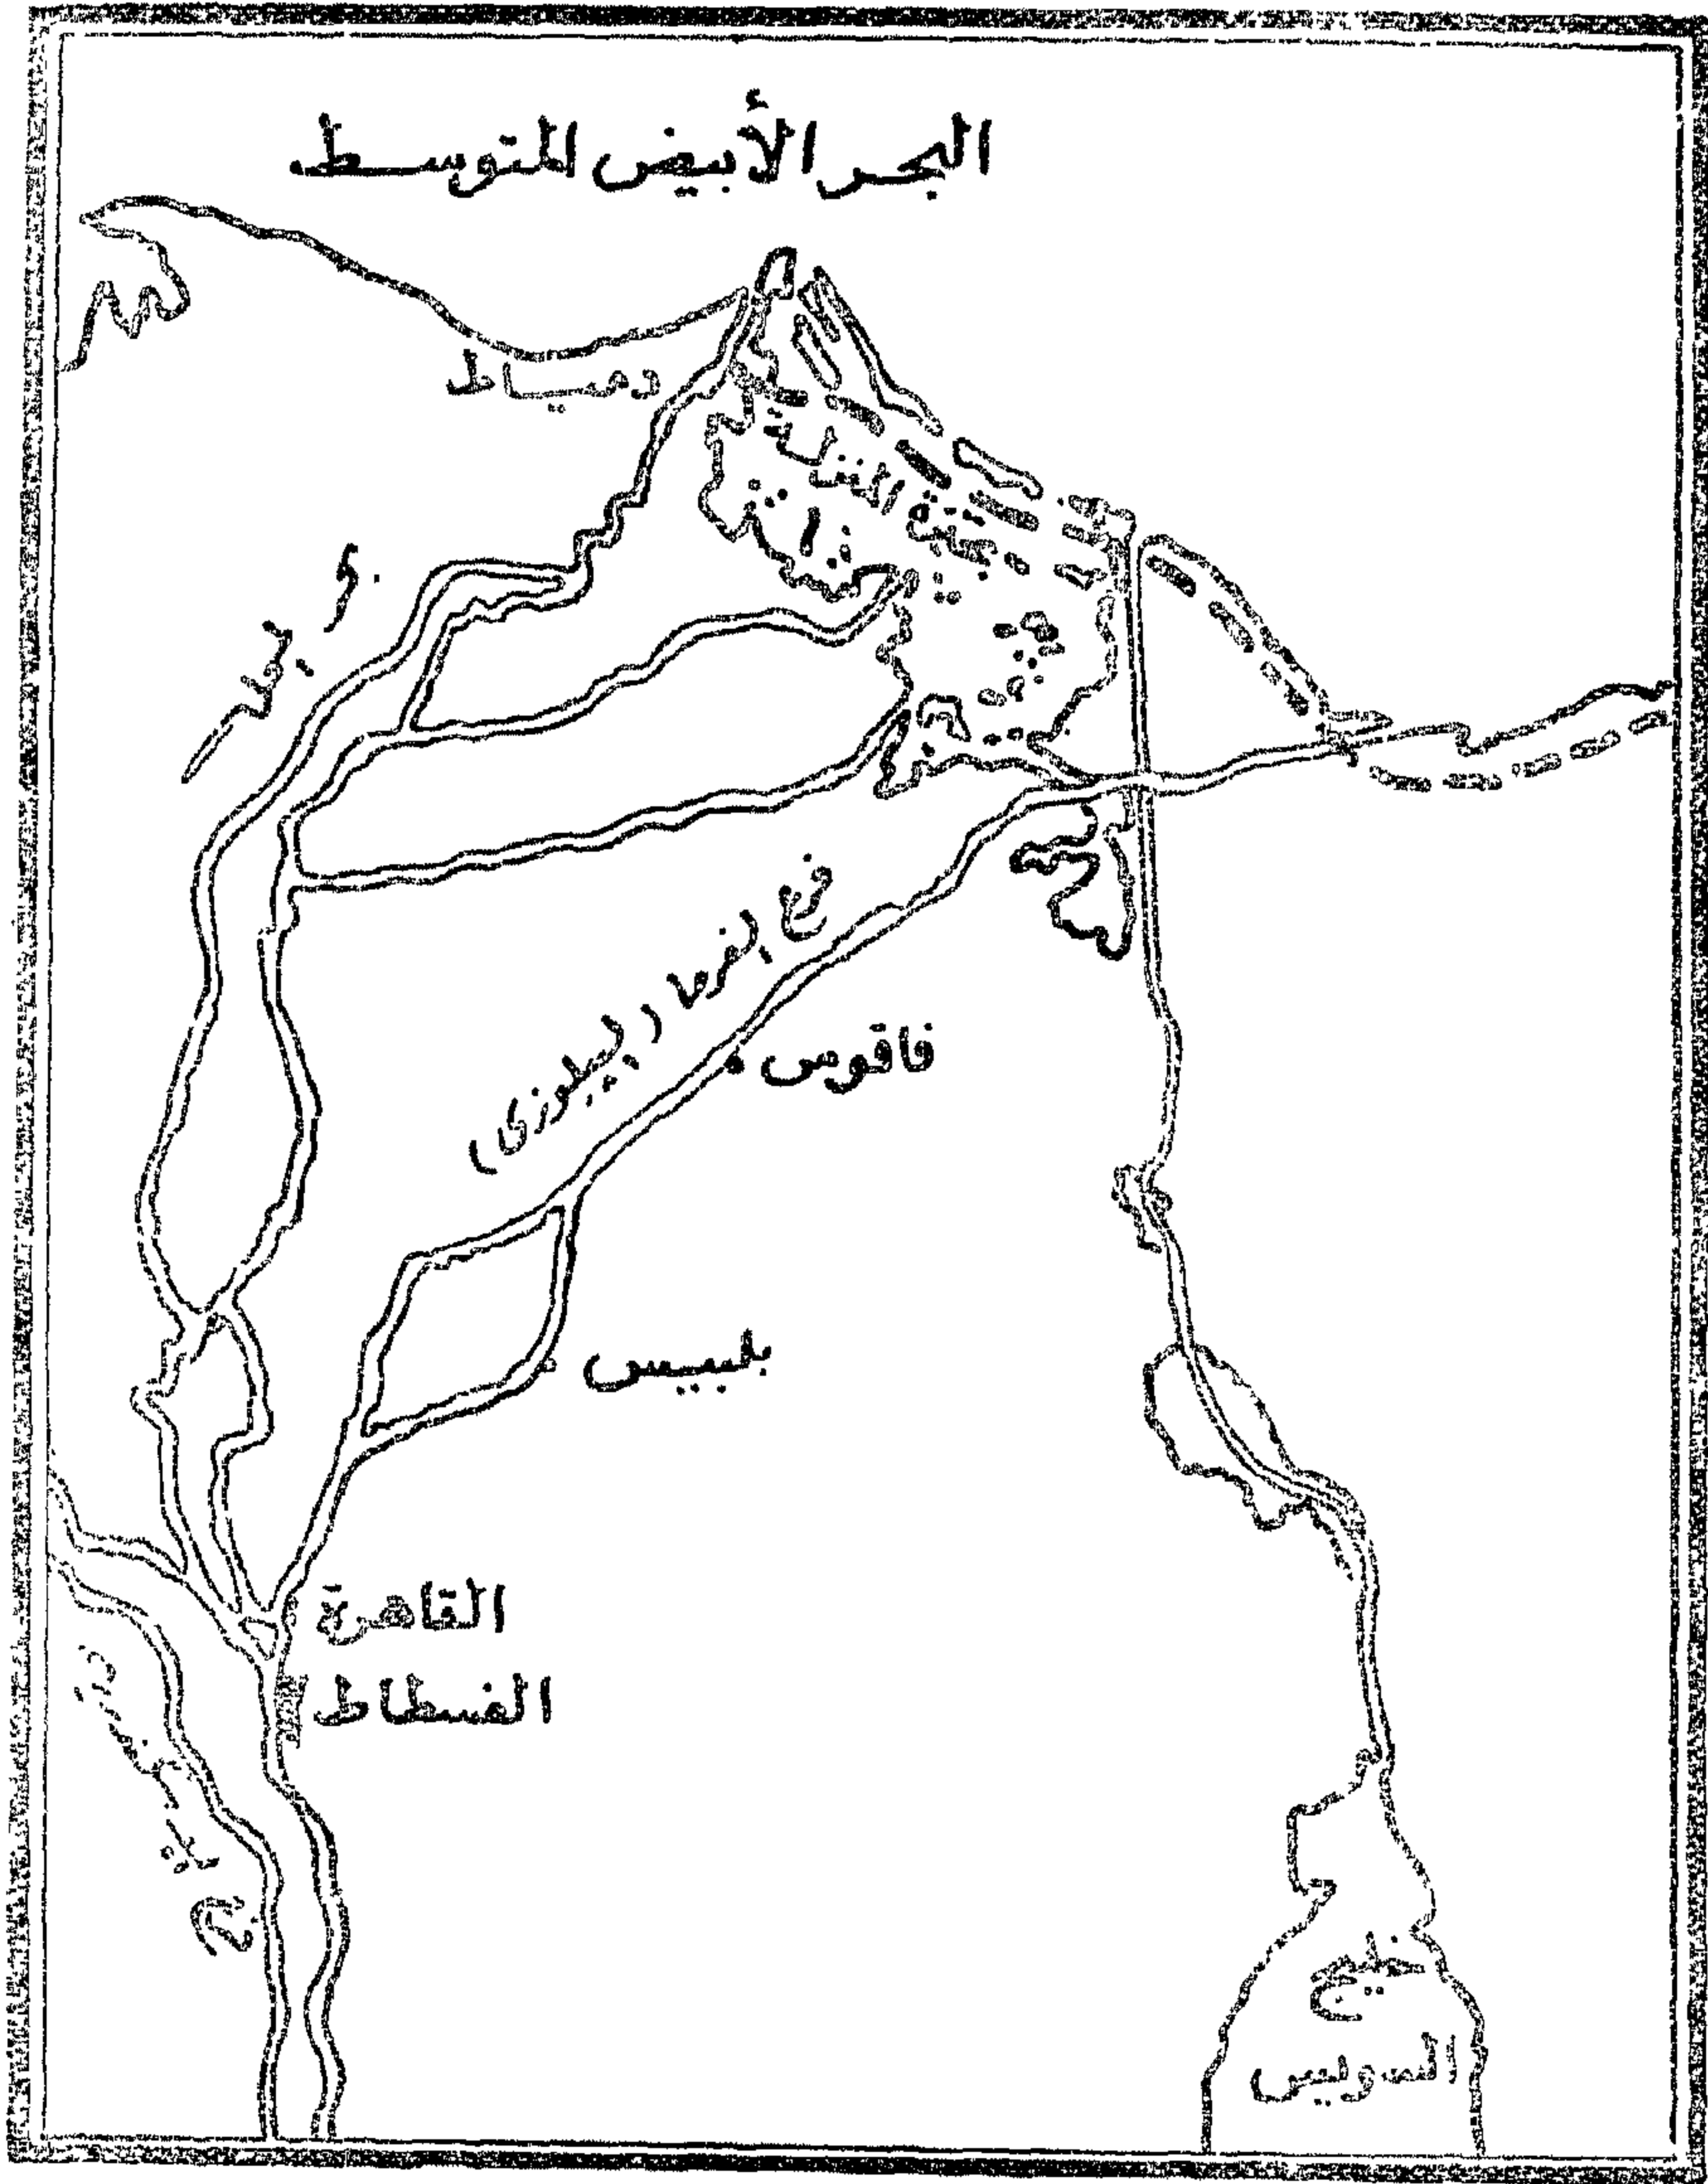 البحر الأبيض المتوسط
دمياط
بحيرة المنزلة
فرع الفرما (البيلوزى)
فاقوس
بلبيس
القاهرة
الفسطاط
خليج
السويس